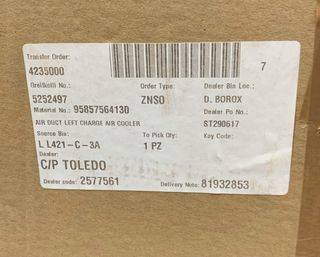 Transfer Order:
4235000 7
Order Type: Dealer Bin Loc.:
5252497 ZNSO D. BOROX
Material No.: 95857564130 Dealer Po No.:
AIR DUCT LEFT CHARGE AIR COOLER ST290617
Source Bin: To Pick Qty: Key Code:
L L421-C-3A 1 PZ
Dealer:
C/P TOLEDO
Dealer code: 2577561 Delivery Note: 81932853